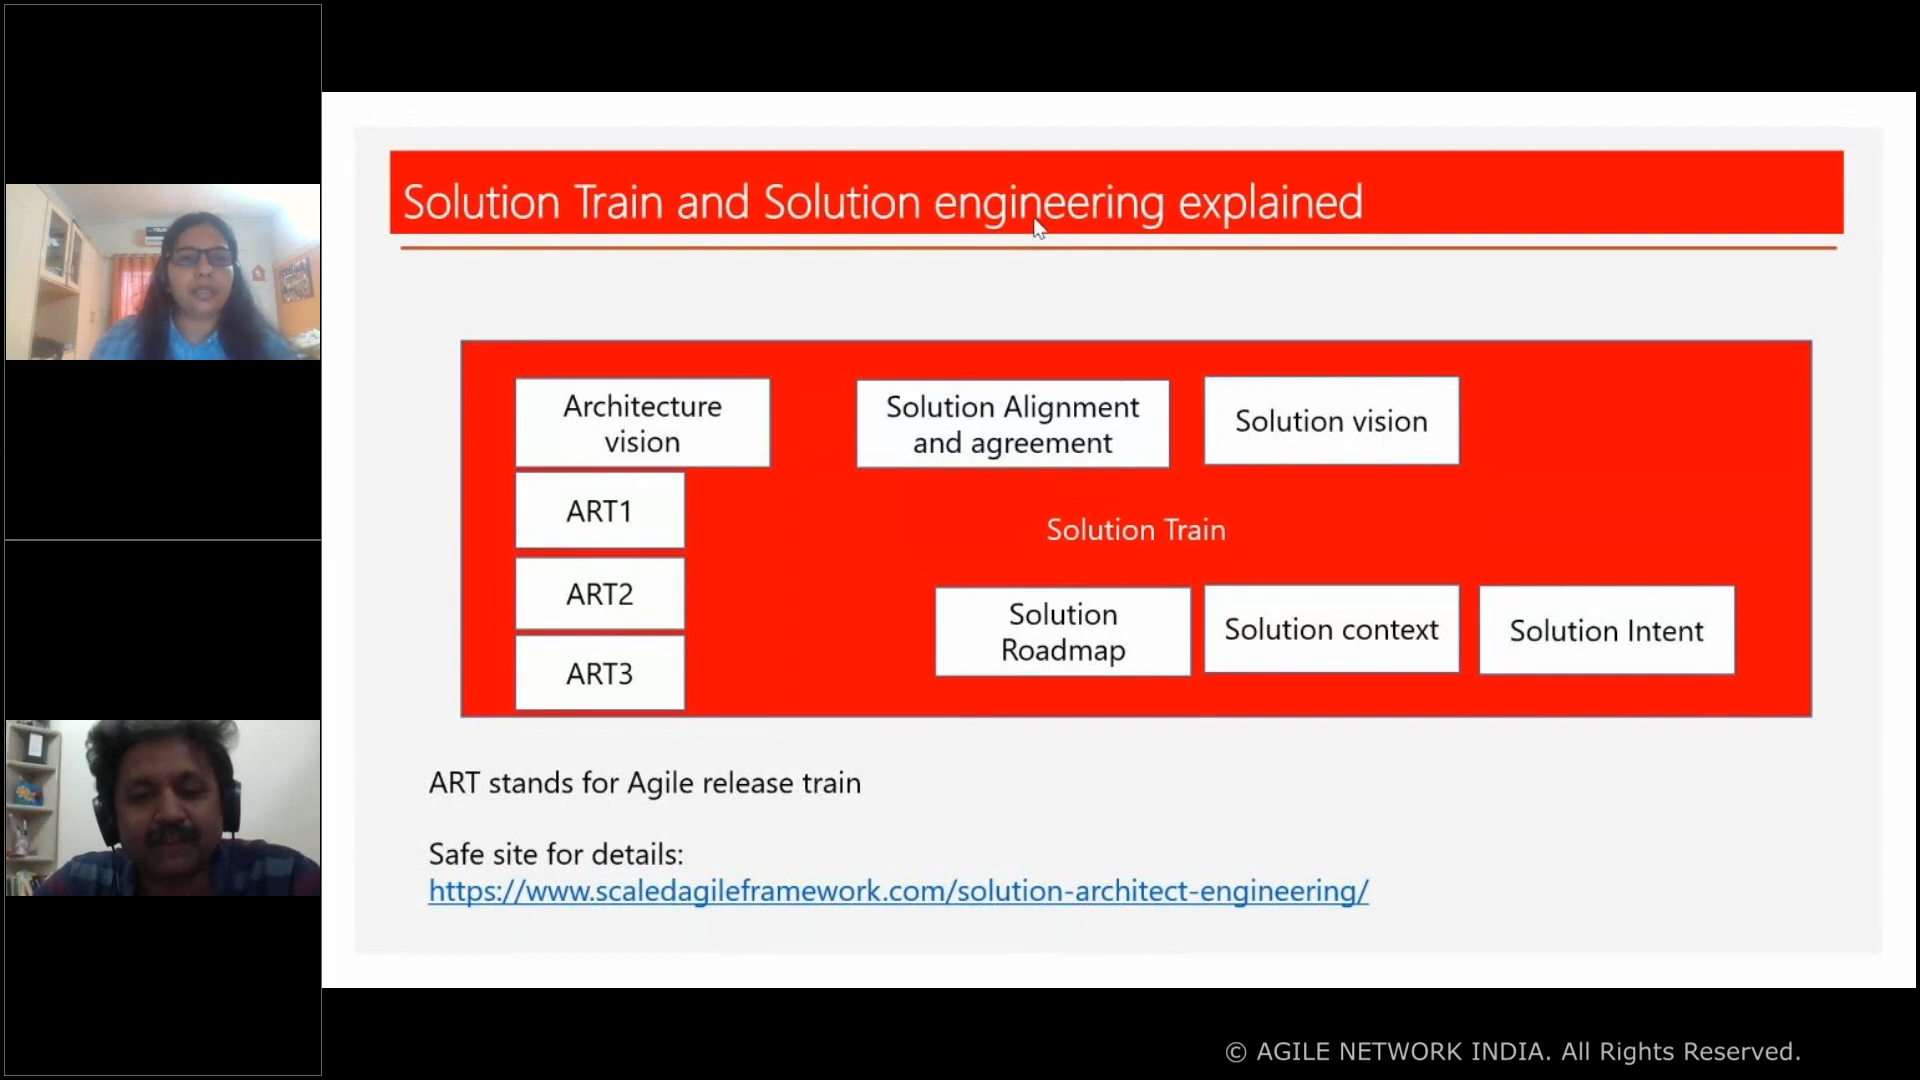 Solution Train and Solution engineering explained
Architecture
vision
Solution Alignment
and agreement
Solution vision
ART1
Solution Train
ART2
ART3
Solution
Roadmap
Solution context
Solution Intent
ART stands for Agile release train
Safe site for details:
https://www.scaledagileframework.com/solution-architect-engineering/
© AGILE NETWORK INDIA. All Rights Reserved.